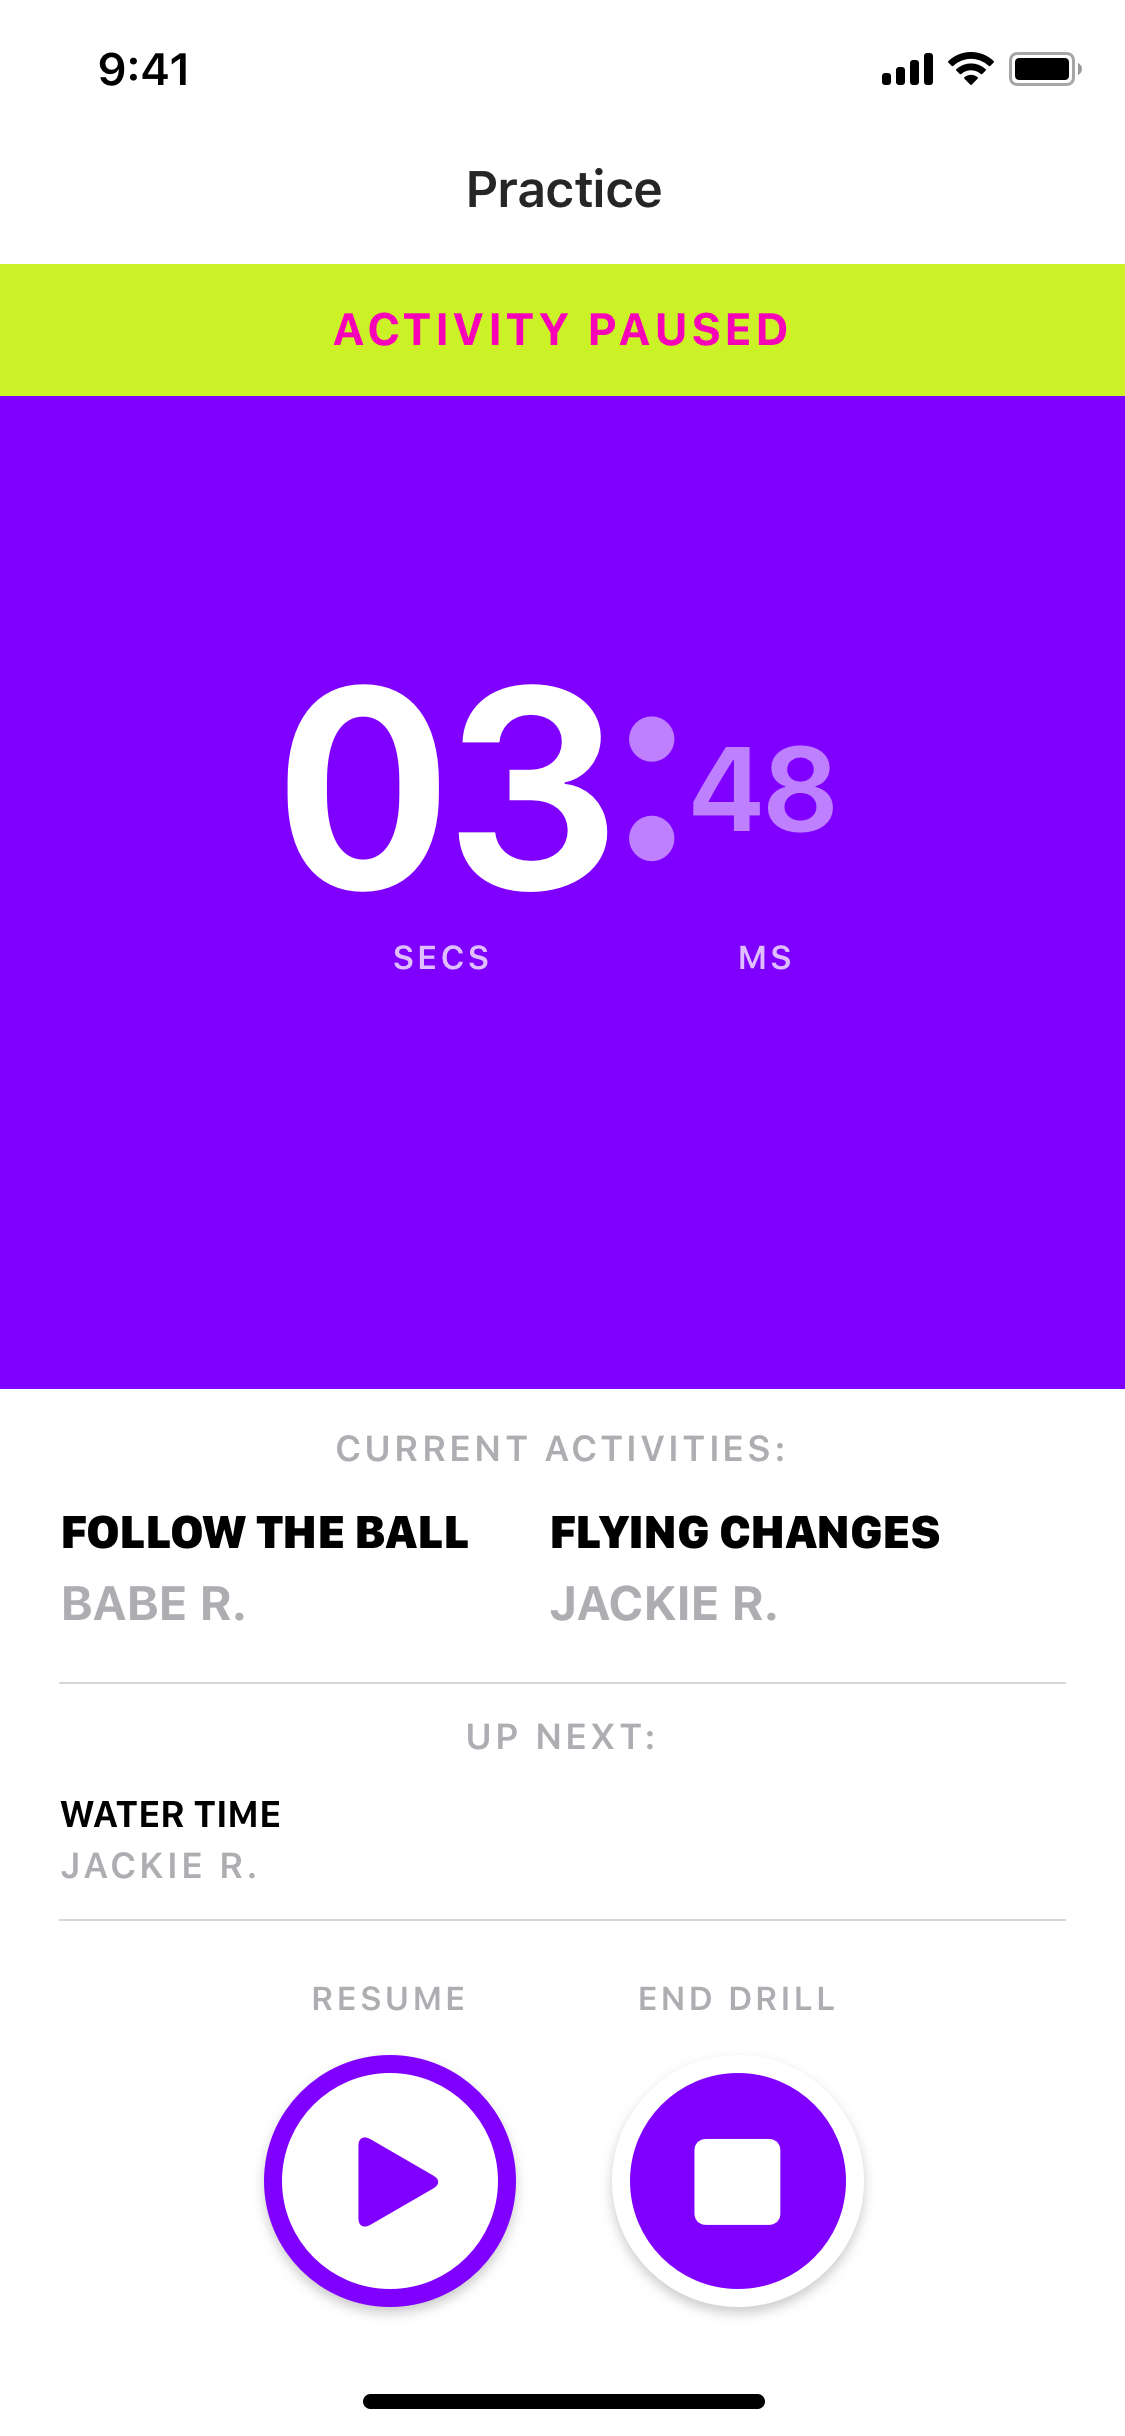 9:41
Practice
ACTIVITY PAUSED
03:48
SECS MS
CURRENT ACTIVITIES:
FOLLOW THE BALL FLYING CHANGES
BABE R. JACKIE R.
UP NEXT:
WATER TIME
JACKIE R.
RESUME END DRILL